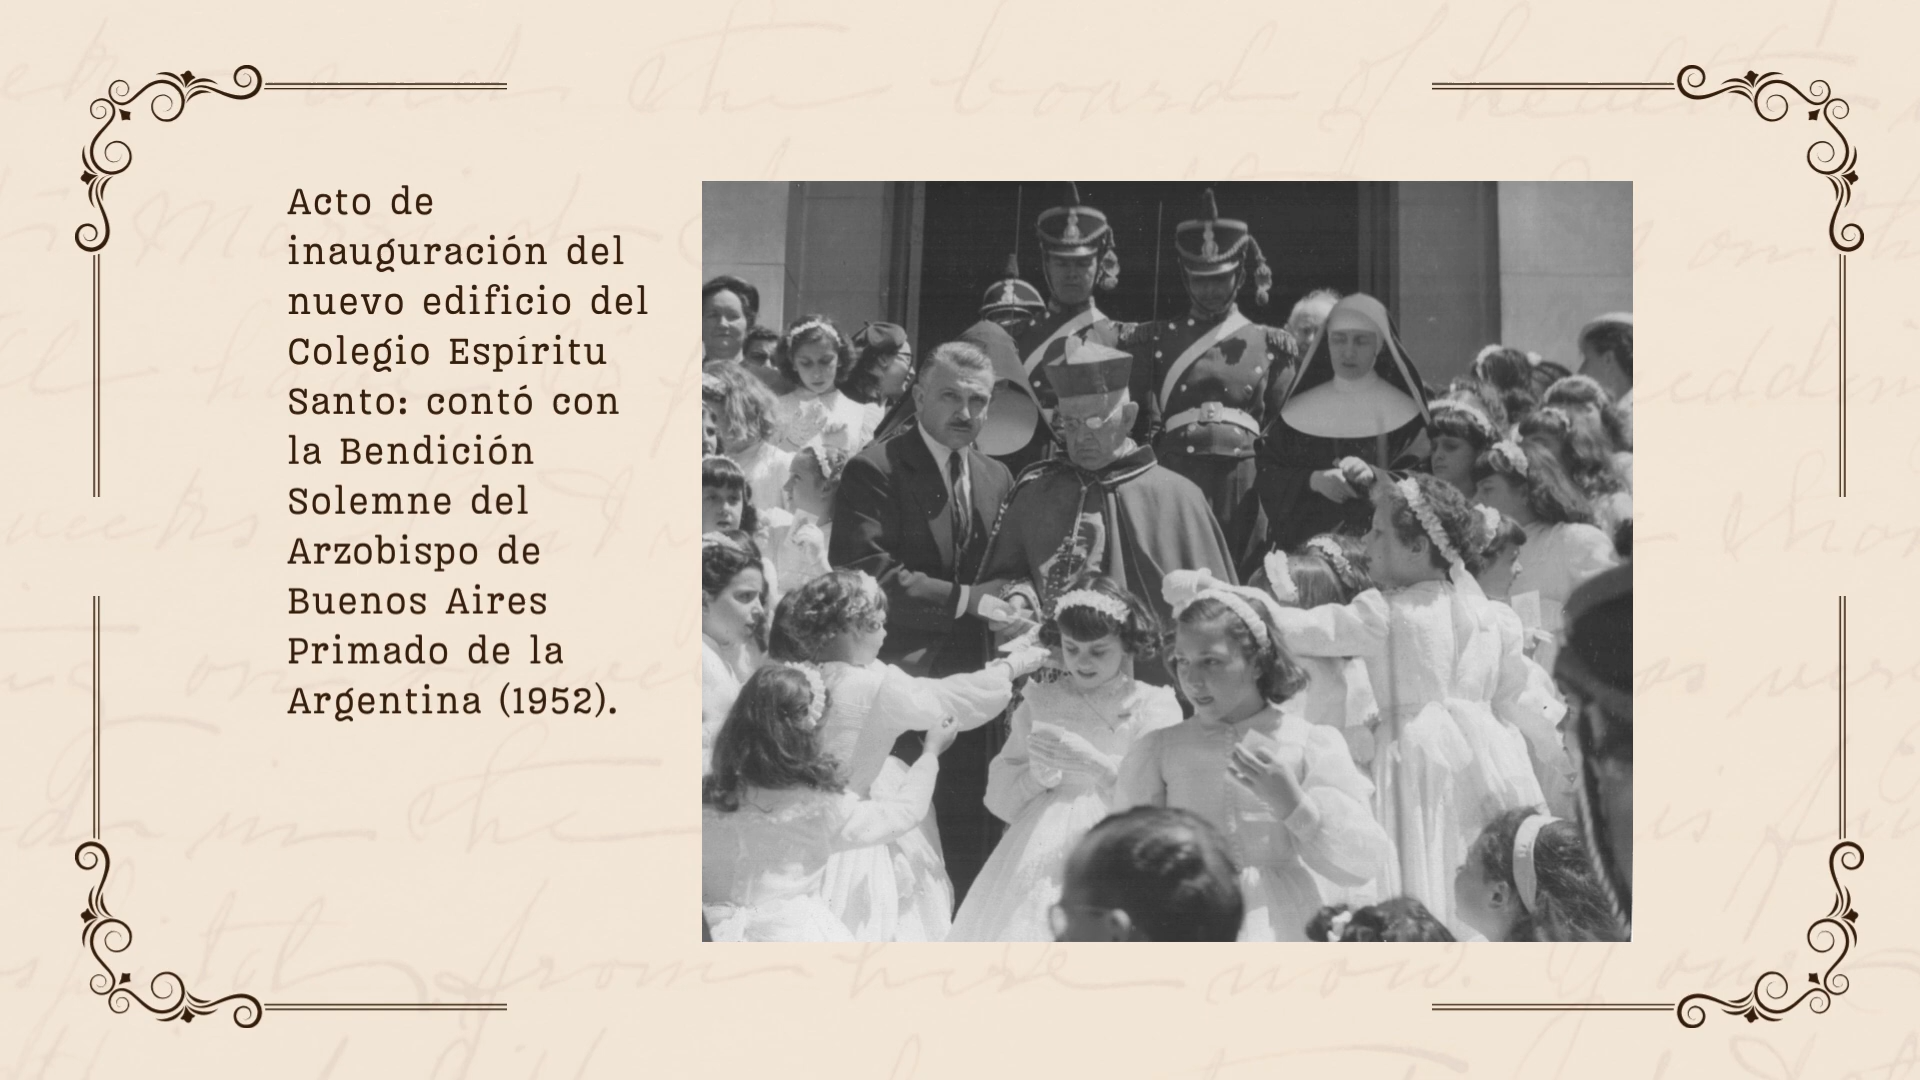 Acto de
inauguración del
nuevo edificio del
Colegio Espíritu
Santo: contó con
la Bendición
Solemne del
Arzobispo de
Buenos Aires
Primado de la
Argentina (1952).